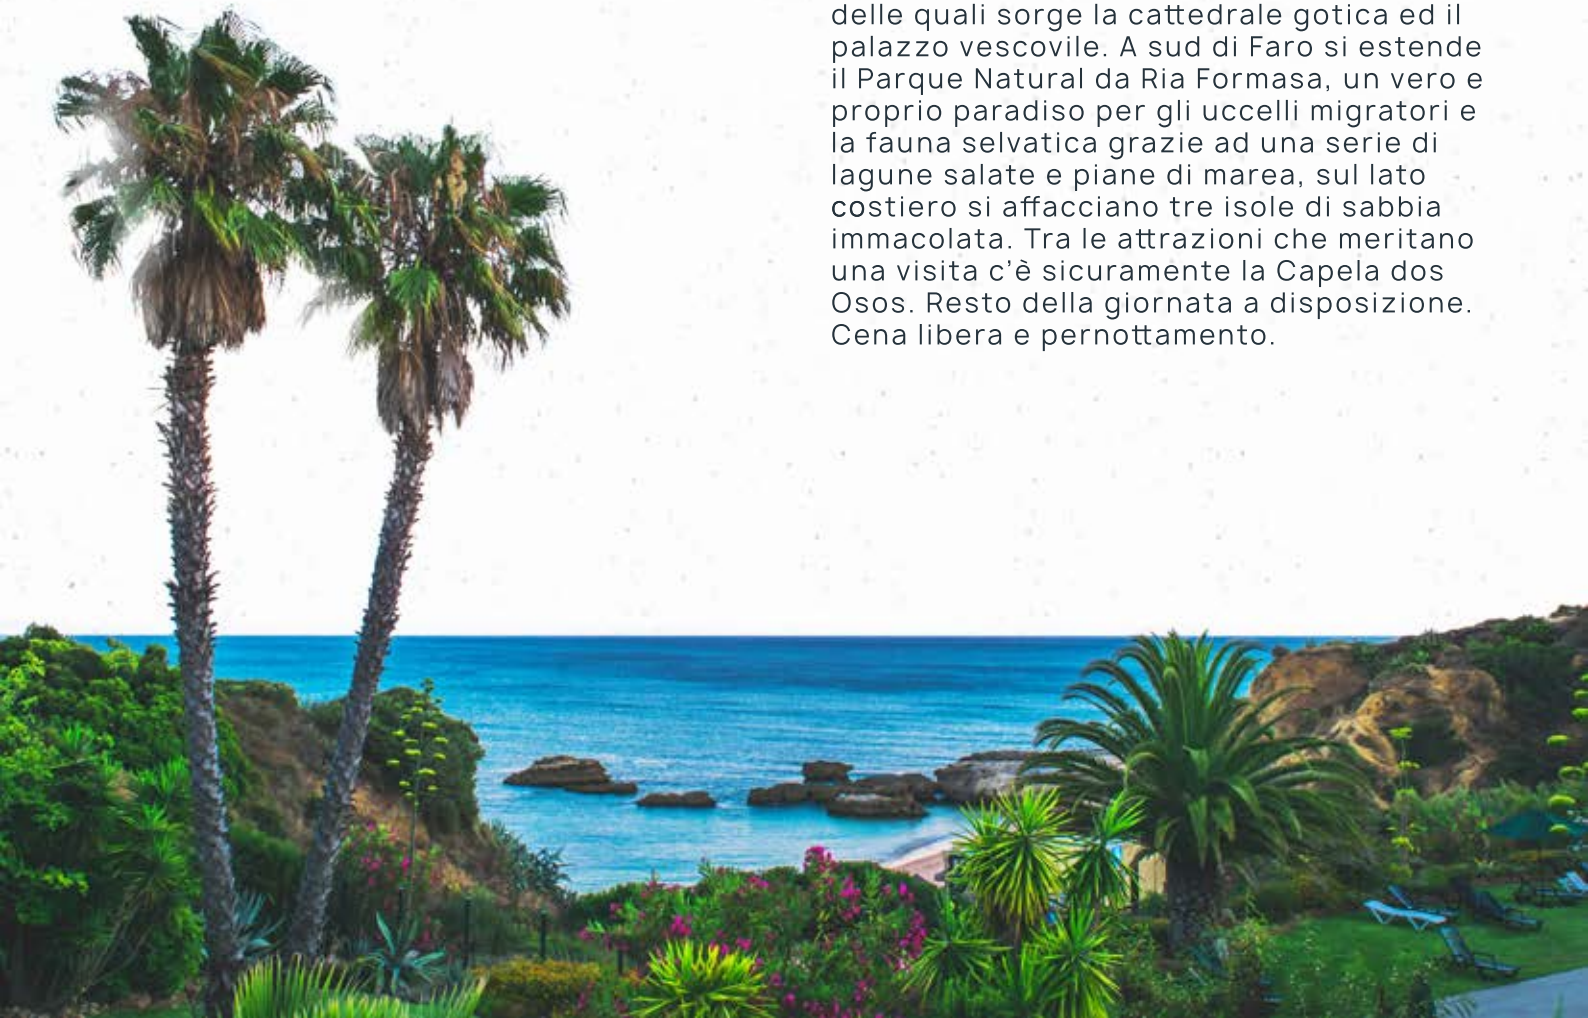 delle quali sorge la cattedrale gotica ed il
palazzo vescovile. A sud di Faro si estende
il Parque Natural da Ria Formasa, un vero e
proprio paradiso per gli uccelli migratori e
la fauna selvatica grazie ad una serie di
lagune salate e piane di marea, sul lato
costiero si affacciano tre isole di sabbia
immacolata. Tra le attrazioni che meritano
una visita c’è sicuramente la Capela dos
Osos. Resto della giornata a disposizione.
Cena libera e pernottamento.